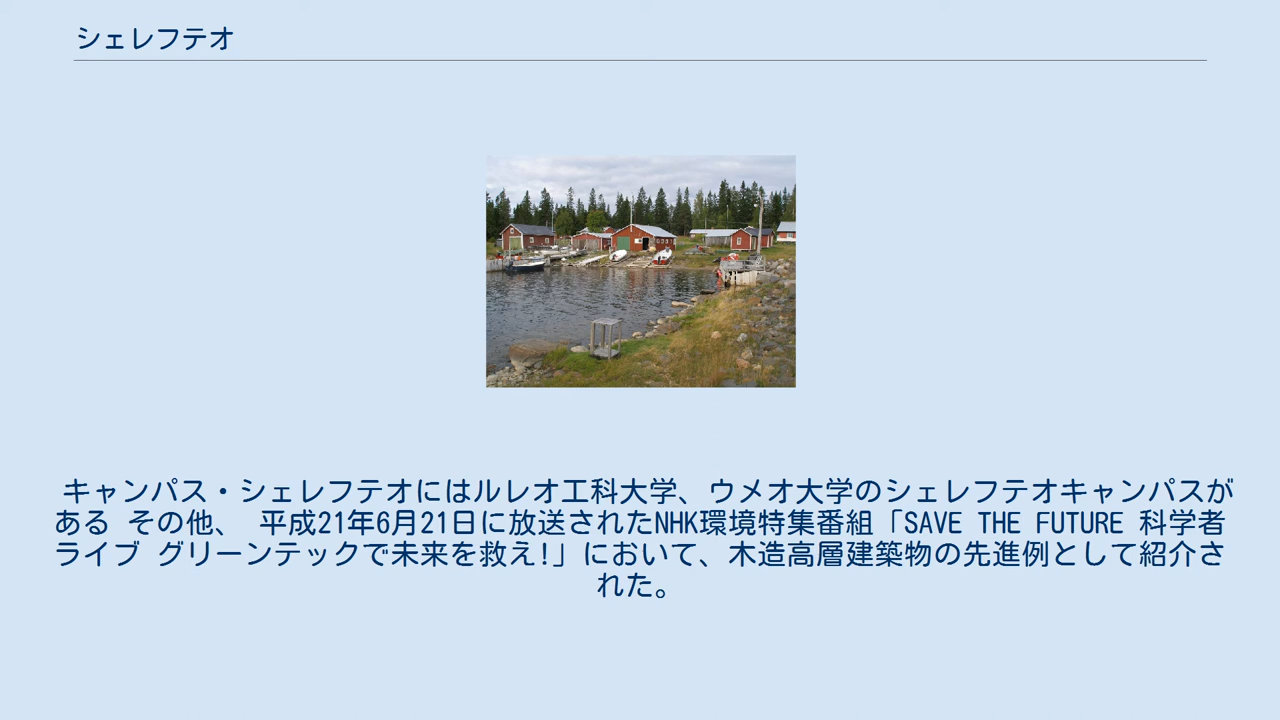 シェレフテオ
キャンパス・シェレフテオにはルレオ工科大学、ウメオ大学のシェレフテオキャンパスが
ある その他、 平成21年6月21日に放送されたNHK環境特集番組「SAVE THE FUTURE 科学者
ライブ グリーンテックで未来を救え!」において、木造高層建築物の先進例として紹介さ
れた。